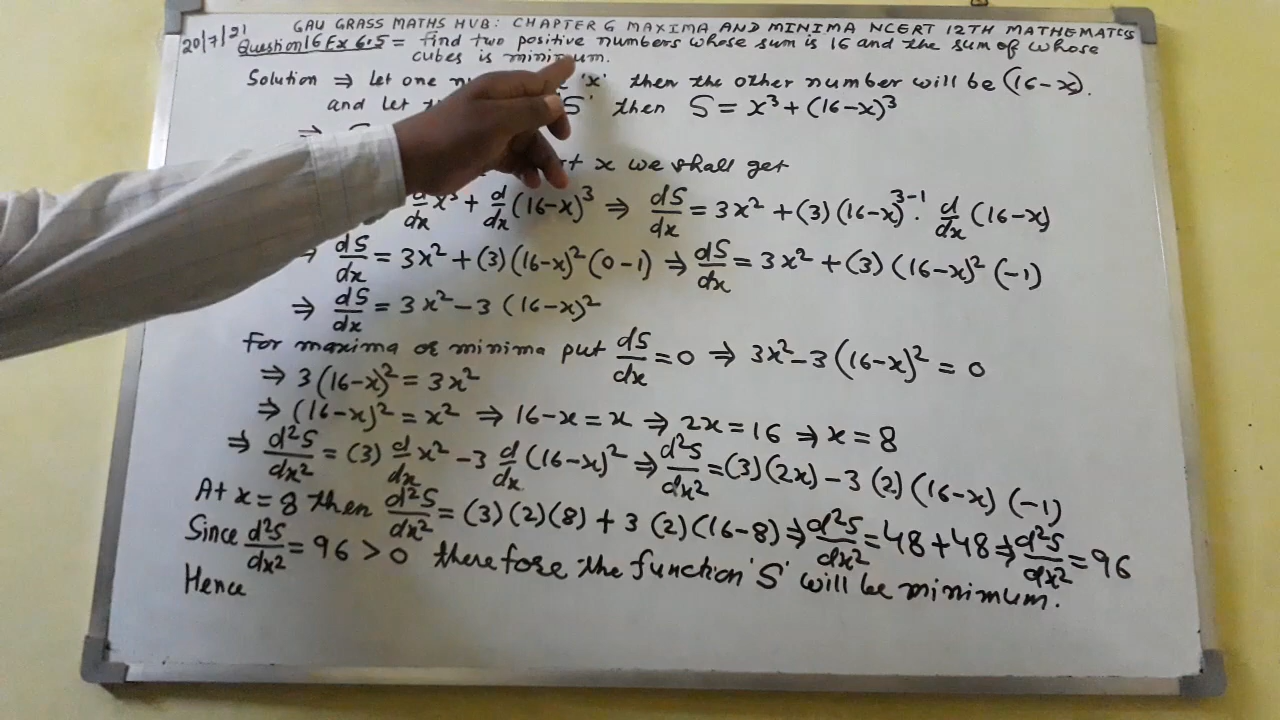 GAU GRASS MATHS HUB: CHAPTER 6 MAXIMA AND MINIMA NCERT 12TH MATHEMATICS
20/7/21 Question 16 Ex 6.5 = find two positive numbers whose sum is 16 and the sum of whose
cubes is minimum.
Solution ⇒ Let one 'x' then the other number will be (16-x).
and let 'S' then S = x³ + (16-x)³
⇒
x we shall get
d/dx x³ + d/dx (16-x)³ ⇒ dS/dx = 3x² + (3)(16-x)³⁻¹ . d/dx (16-x)
⇒ dS/dx = 3x² + (3)(16-x)² (0-1) ⇒ dS/dx = 3x² + (3) (16-x)² (-1)
⇒ dS/dx = 3x² - 3 (16-x)²
For maxima or minima put dS/dx = 0 ⇒ 3x² - 3(16-x)² = 0
⇒ 3(16-x)² = 3x²
⇒ (16-x)² = x² ⇒ 16-x = x ⇒ 2x = 16 ⇒ x = 8
⇒ d²S/dx² = (3) d/dx x² - 3 d/dx (16-x)² ⇒ d²S/dx² = (3)(2x) - 3(2)(16-x)(-1)
At x = 8 then d²S/dx² = (3)(2)(8) + 3(2)(16-8) ⇒ d²S/dx² = 48+48 ⇒ d²S/dx² = 96
Since d²S/dx² = 96 > 0 therefore the function 'S' will be minimum.
Hence